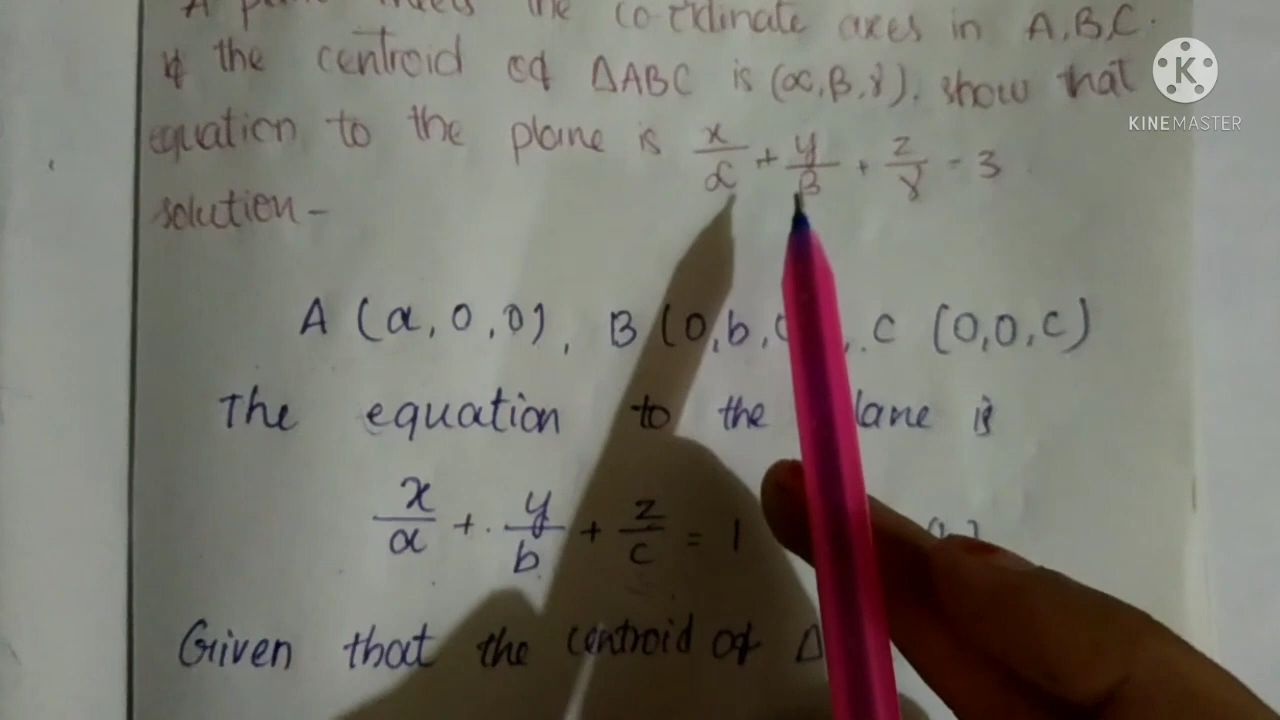 A plane meets the co-ordinate axes in A,B,C.
if the centroid of ΔABC is (α,β,γ). show that
equation to the plane is x/α + y/β + z/γ = 3
solution-
A (a,0,0), B (0,b, , C (0,0,c)
The equation to the lane is
x/a + y/b + z/c = 1
Given that the centroid of Δ
KINEMASTER